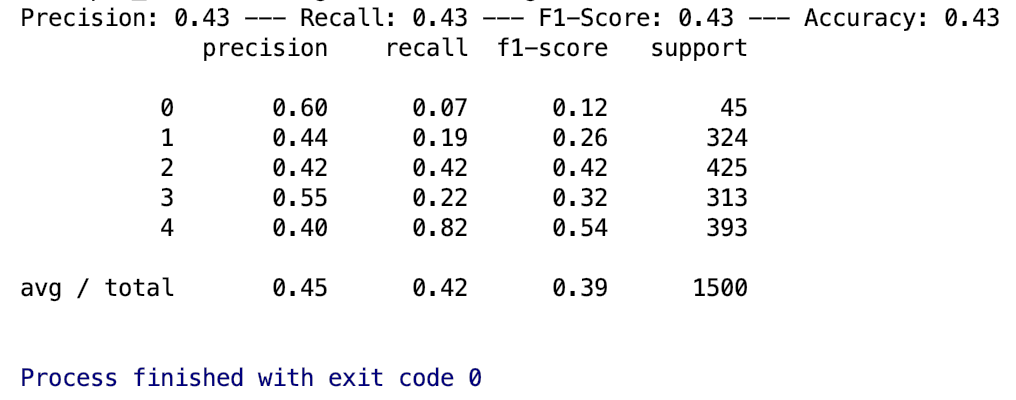 Precision: 0.43 --- Recall: 0.43 --- F1-Score: 0.43 --- Accuracy: 0.43
precision recall f1-score support
0 0.60 0.07 0.12 45
1 0.44 0.19 0.26 324
2 0.42 0.42 0.42 425
3 0.55 0.22 0.32 313
4 0.40 0.82 0.54 393
avg / total 0.45 0.42 0.39 1500
Process finished with exit code 0